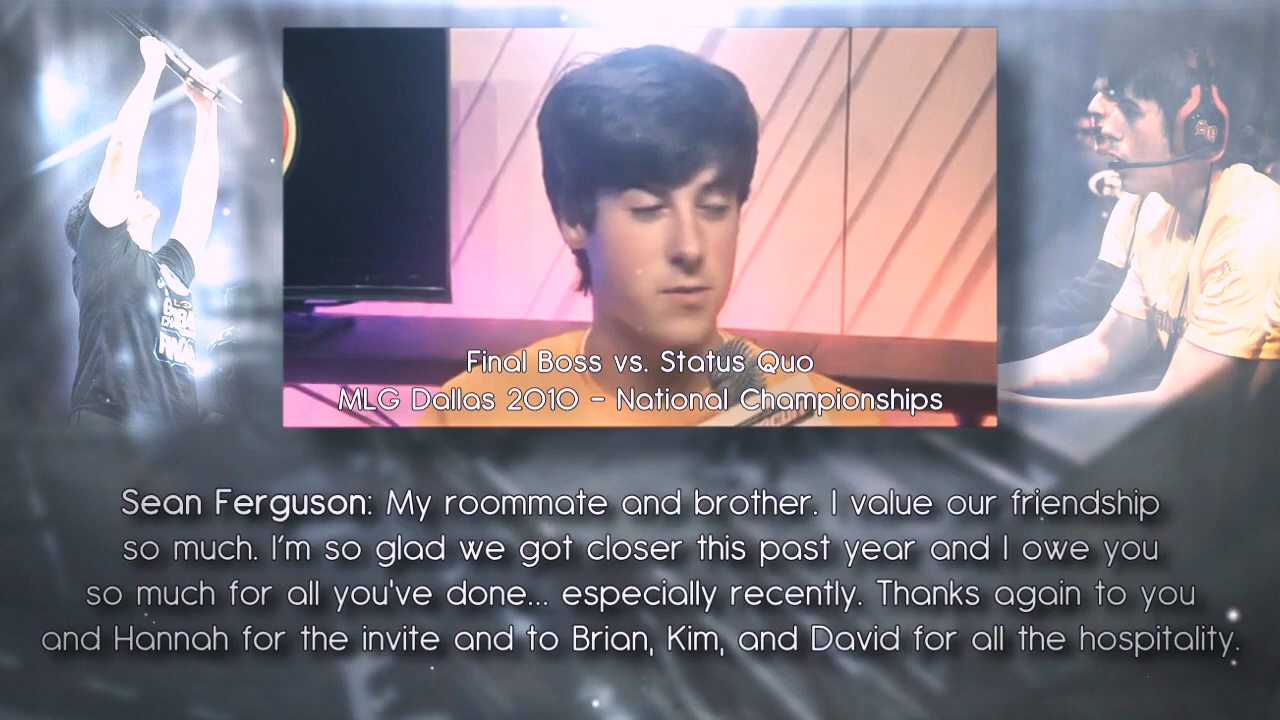 Final Boss vs. Status Quo
MLG Dallas 2010 - National Championships
Sean Ferguson: My roommate and brother. I value our friendship
so much. I'm so glad we got closer this past year and I owe you
so much for all you've done... especially recently. Thanks again to you
and Hannah for the invite and to Brian, Kim, and David for all the hospitality.